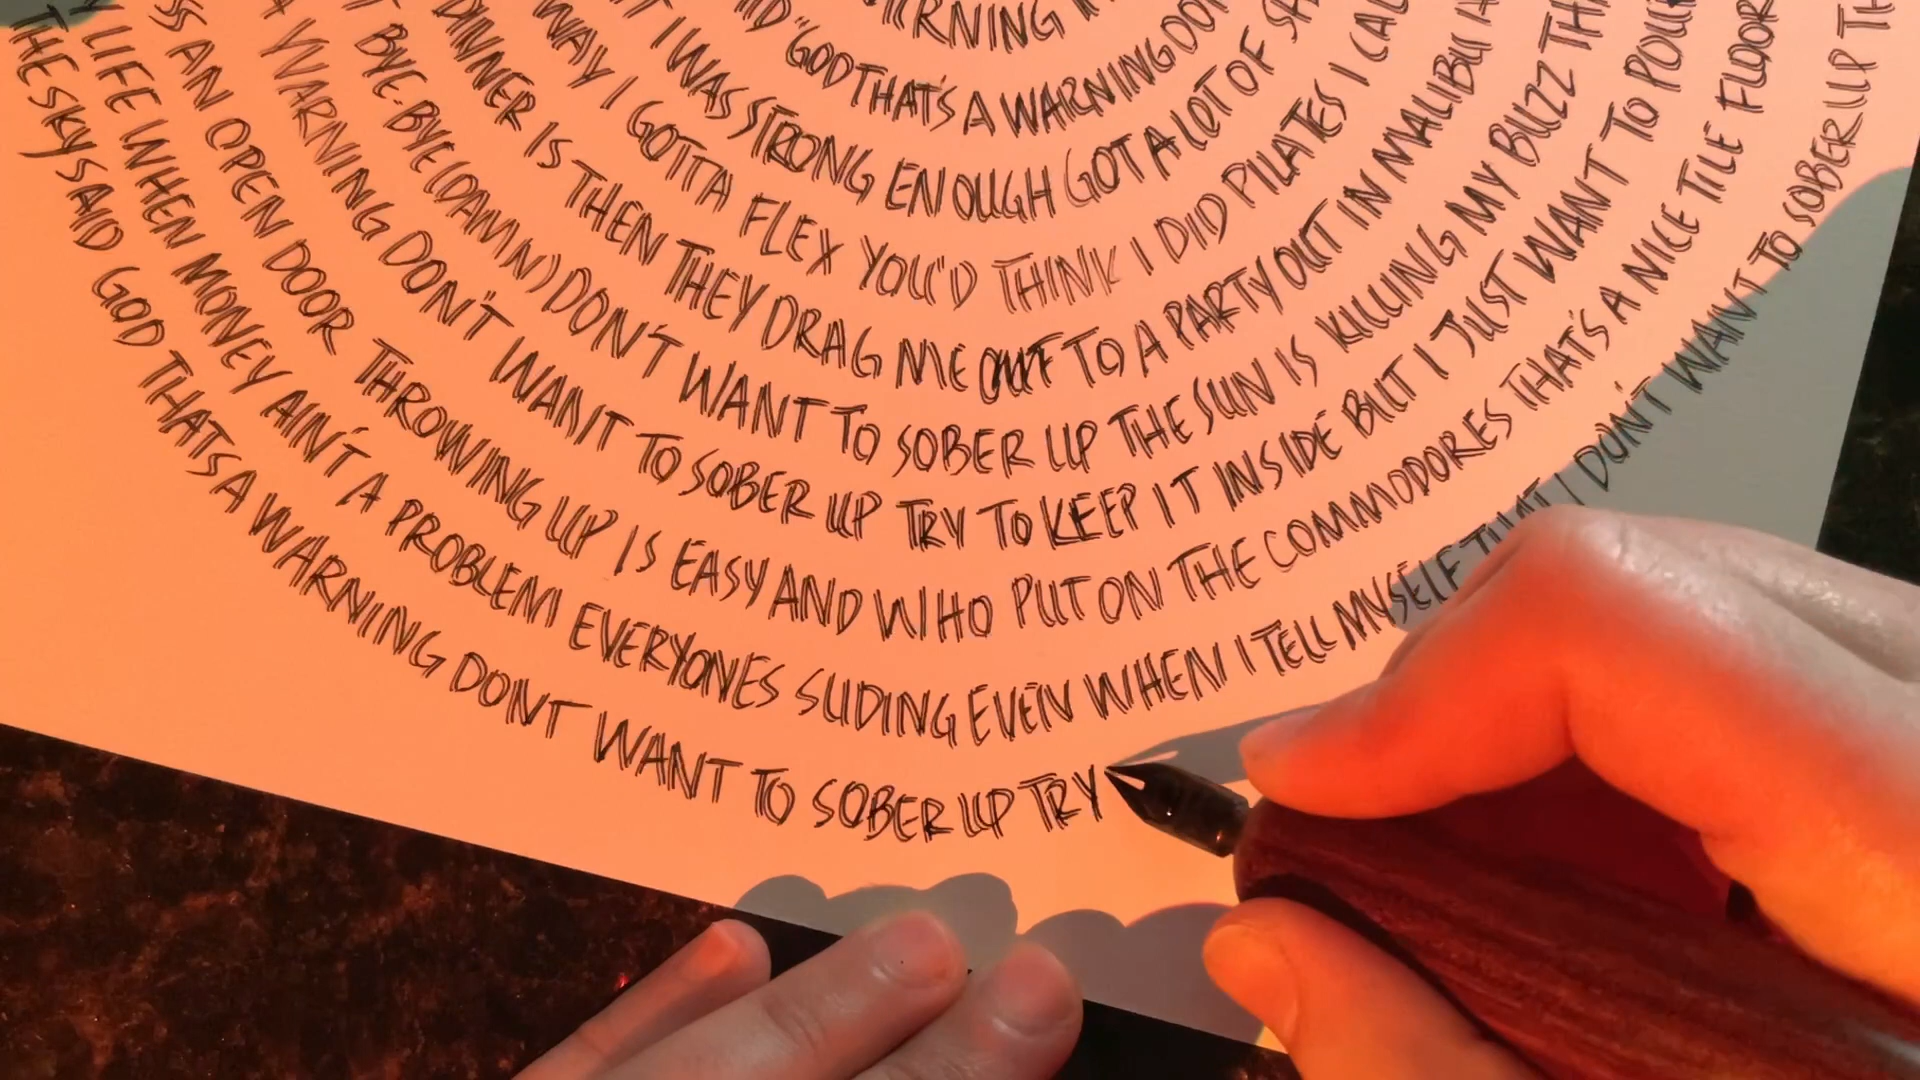 WARNING
"GOD THAT'S A WARNING DON'T
I WAS STRONG ENOUGH GOT A LOT OF
WAY I GOTTA FLEX YOU'D THINK I DID PILATES I
DINNER IS THEN THEY DRAG ME OUT TO A PARTY OUT IN MALIBU
BYE-BYE (DAMN) DON'T WANT TO SOBER UP THE SUN IS KILLING MY BUZZ
A WARNING DON'T WANT TO SOBER UP TRY TO KEEP IT INSIDE BUT I JUST WANT TO
AN OPEN DOOR THROWING UP IS EASY AND WHO PUT ON THE COMMODORES THAT'S A NICE TILE FLOOR
LIFE WHEN MONEY AIN'T A PROBLEM EVERYONES SLIDING EVEN WHEN I TELL MYSELF THAT I DON'T WANT TO SOBER UP
THE SKY SAID GOD THATS A WARNING DON'T WANT TO SOBER UP TRY